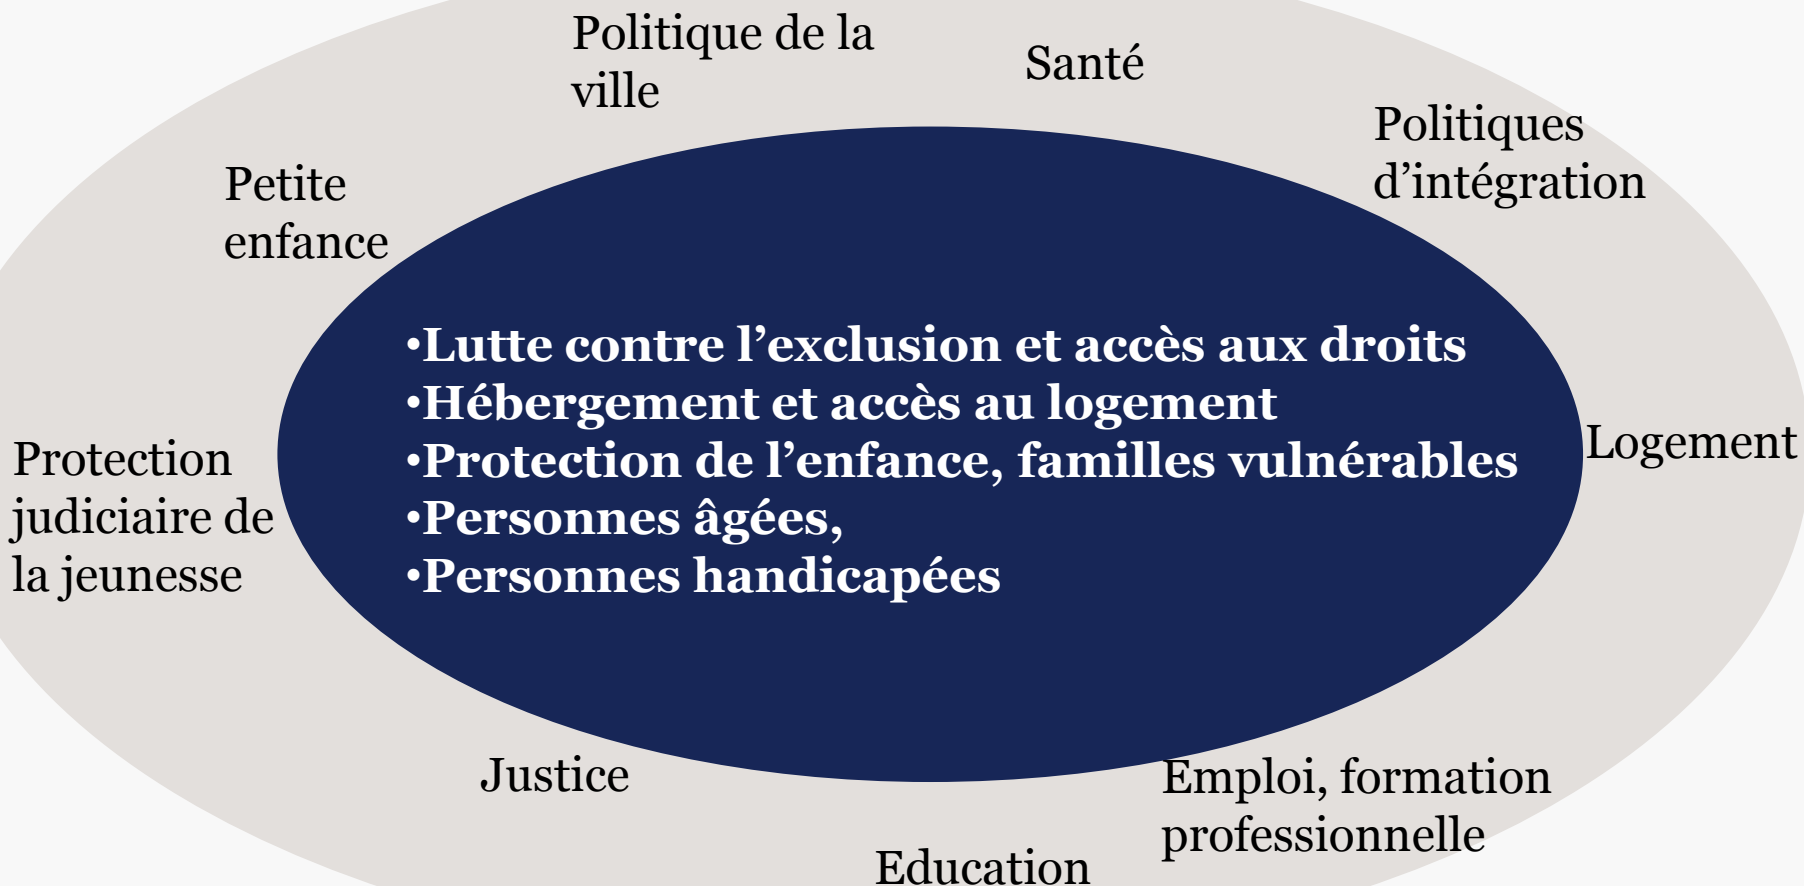 Politique de la
ville
Santé
Politiques
d’intégration
Petite
enfance
•Lutte contre l’exclusion et accès aux droits
•Hébergement et accès au logement
•Protection de l’enfance, familles vulnérables
•Personnes âgées,
•Personnes handicapées
Logement
Protection
judiciaire de
la jeunesse
Justice
Emploi, formation
professionnelle
Education